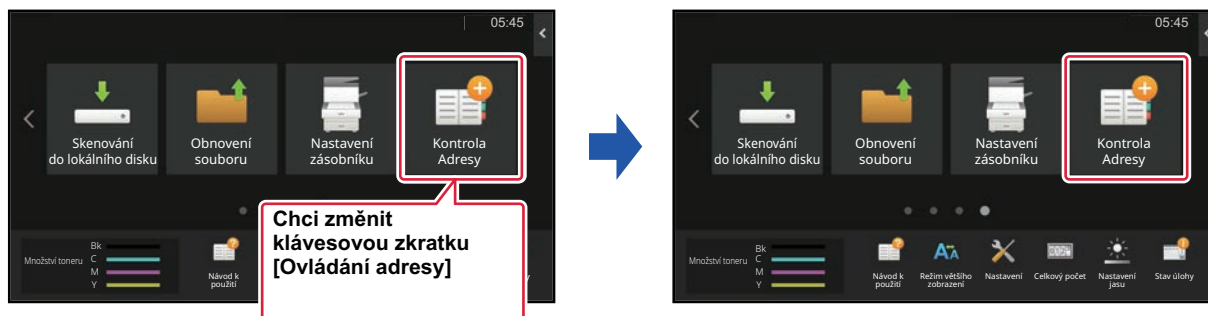 05:45
Skenování
do lokálního disku
Obnovení
souboru
Nastavení
zásobníku
Kontrola
Adresy
Chci změnit
klávesovou zkratku
[Ovládání adresy]
Množství toneru
Bk
C
M
Y
Návod k
použití
05:45
Skenování
do lokálního disku
Obnovení
souboru
Nastavení
zásobníku
Kontrola
Adresy
Množství toneru
Bk
C
M
Y
Návod k
použití
Režim většího
zobrazení
Nastavení
Celkový počet
Nastavení
jasu
Stav úlohy